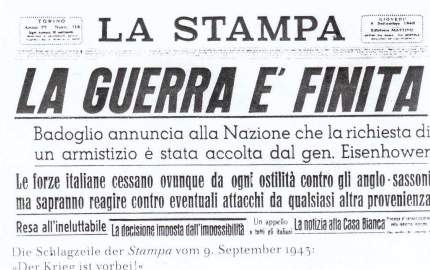 TORINO
LA STAMPA
GIOVEDI
LA GUERRA E' FINITA
Badoglio annuncia alla Nazione che la richiesta di
un armistizio è stata accolta dal gen. Eisenhower
Le forze italiane cessano ovunque da ogni ostilità contro gli anglo-sassoni
ma sapranno reagire contro eventuali attacchi da qualsiasi altra provenienza
Resa all'ineluttabile
La decisione imposta dall'impossibilità
Un appello
a tutti gli italiani
La notizia alla Casa Bianca
Die Schlagzeile der Stampa vom 9. September 1943:
»Der Krieg ist vorbei!«